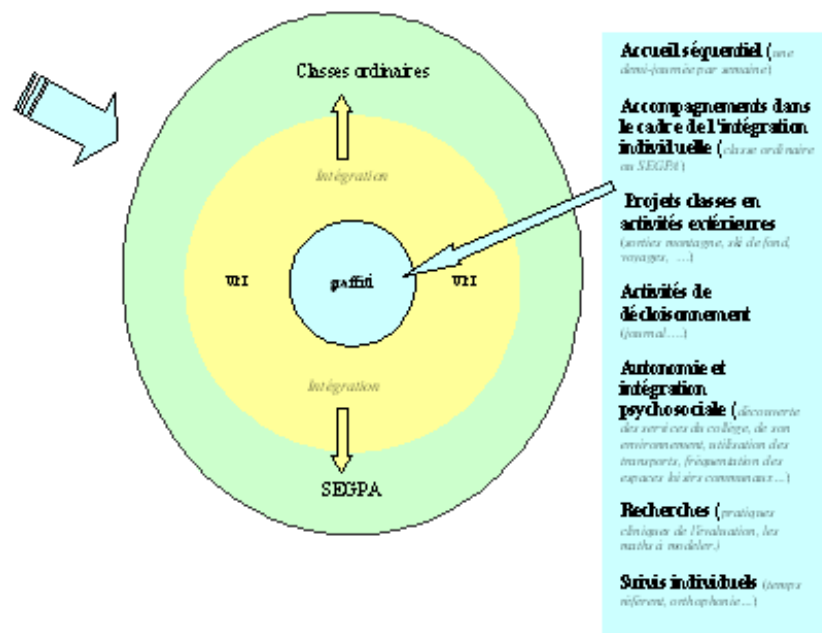 Classes ordinaires
Intégration
UPI
graffiti
UPI
Intégration
SEGPA
Accueil séquentiel (une
demi-journée par semaine)
Accompagnements dans
le cadre de l'intégration
individuelle (classe ordinaire
ou SEGPA)
Projets classes en
activités extérieures
(sorties montagne, ski de fond,
voyages, ....)
Activités de
décloisonnement
(journal....)
Autonomie et
intégration
psychosociale (découverte
des services du collège, de son
environnement, utilisation des
transports, fréquentation des
espaces loisirs communaux...)
Recherches (pratiques
cliniques de l'évaluation, les
maths à modeler.)
Suivis individuels (temps
référent, orthophonie...)